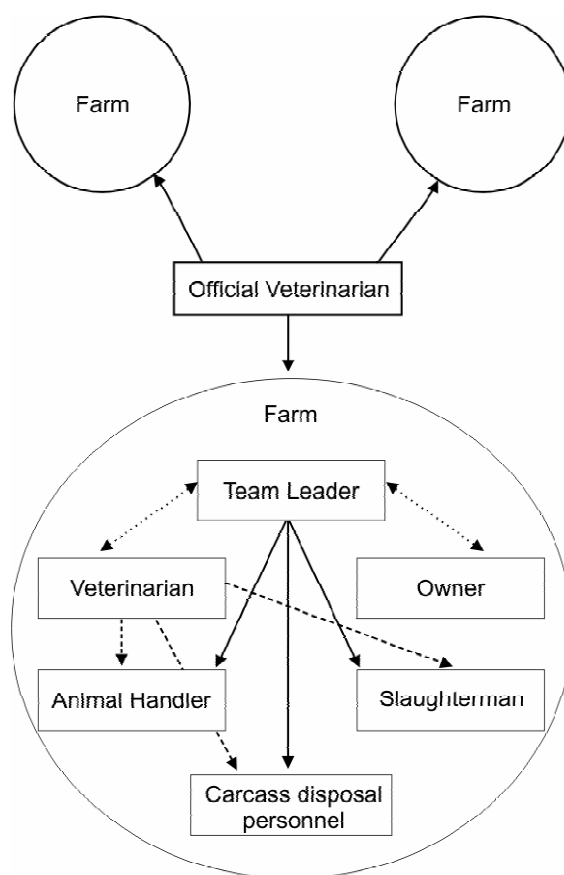 Farm
Farm
Official Veterinarian
Farm
Team Leader
Veterinarian
Owner
Animal Handler
Slaughterman
Carcass disposal
personnel